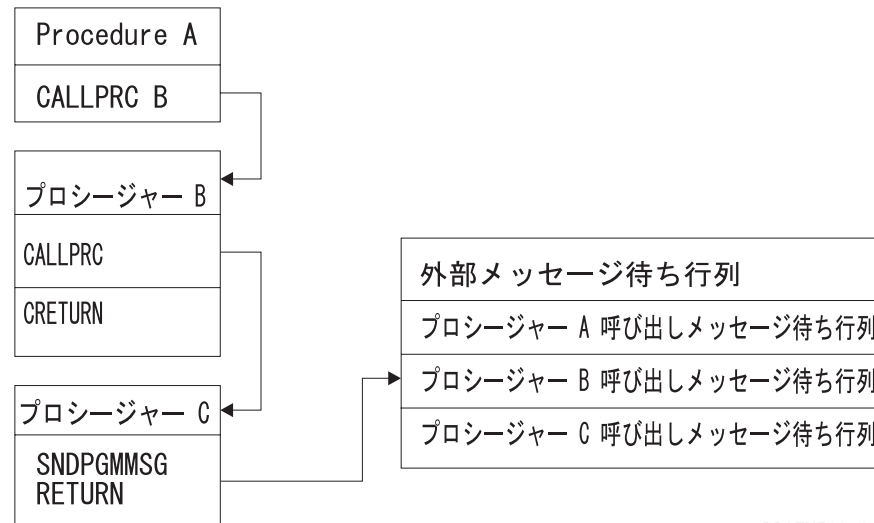 Procedure A
CALLPRC B
プロシージャー B
CALLPRC
CRETURN
プロシージャー C
SNDPGMMSG
RETURN
外部メッセージ待ち行列
プロシージャー A 呼び出しメッセージ待ち行列
プロシージャー B 呼び出しメッセージ待ち行列
プロシージャー C 呼び出しメッセージ待ち行列